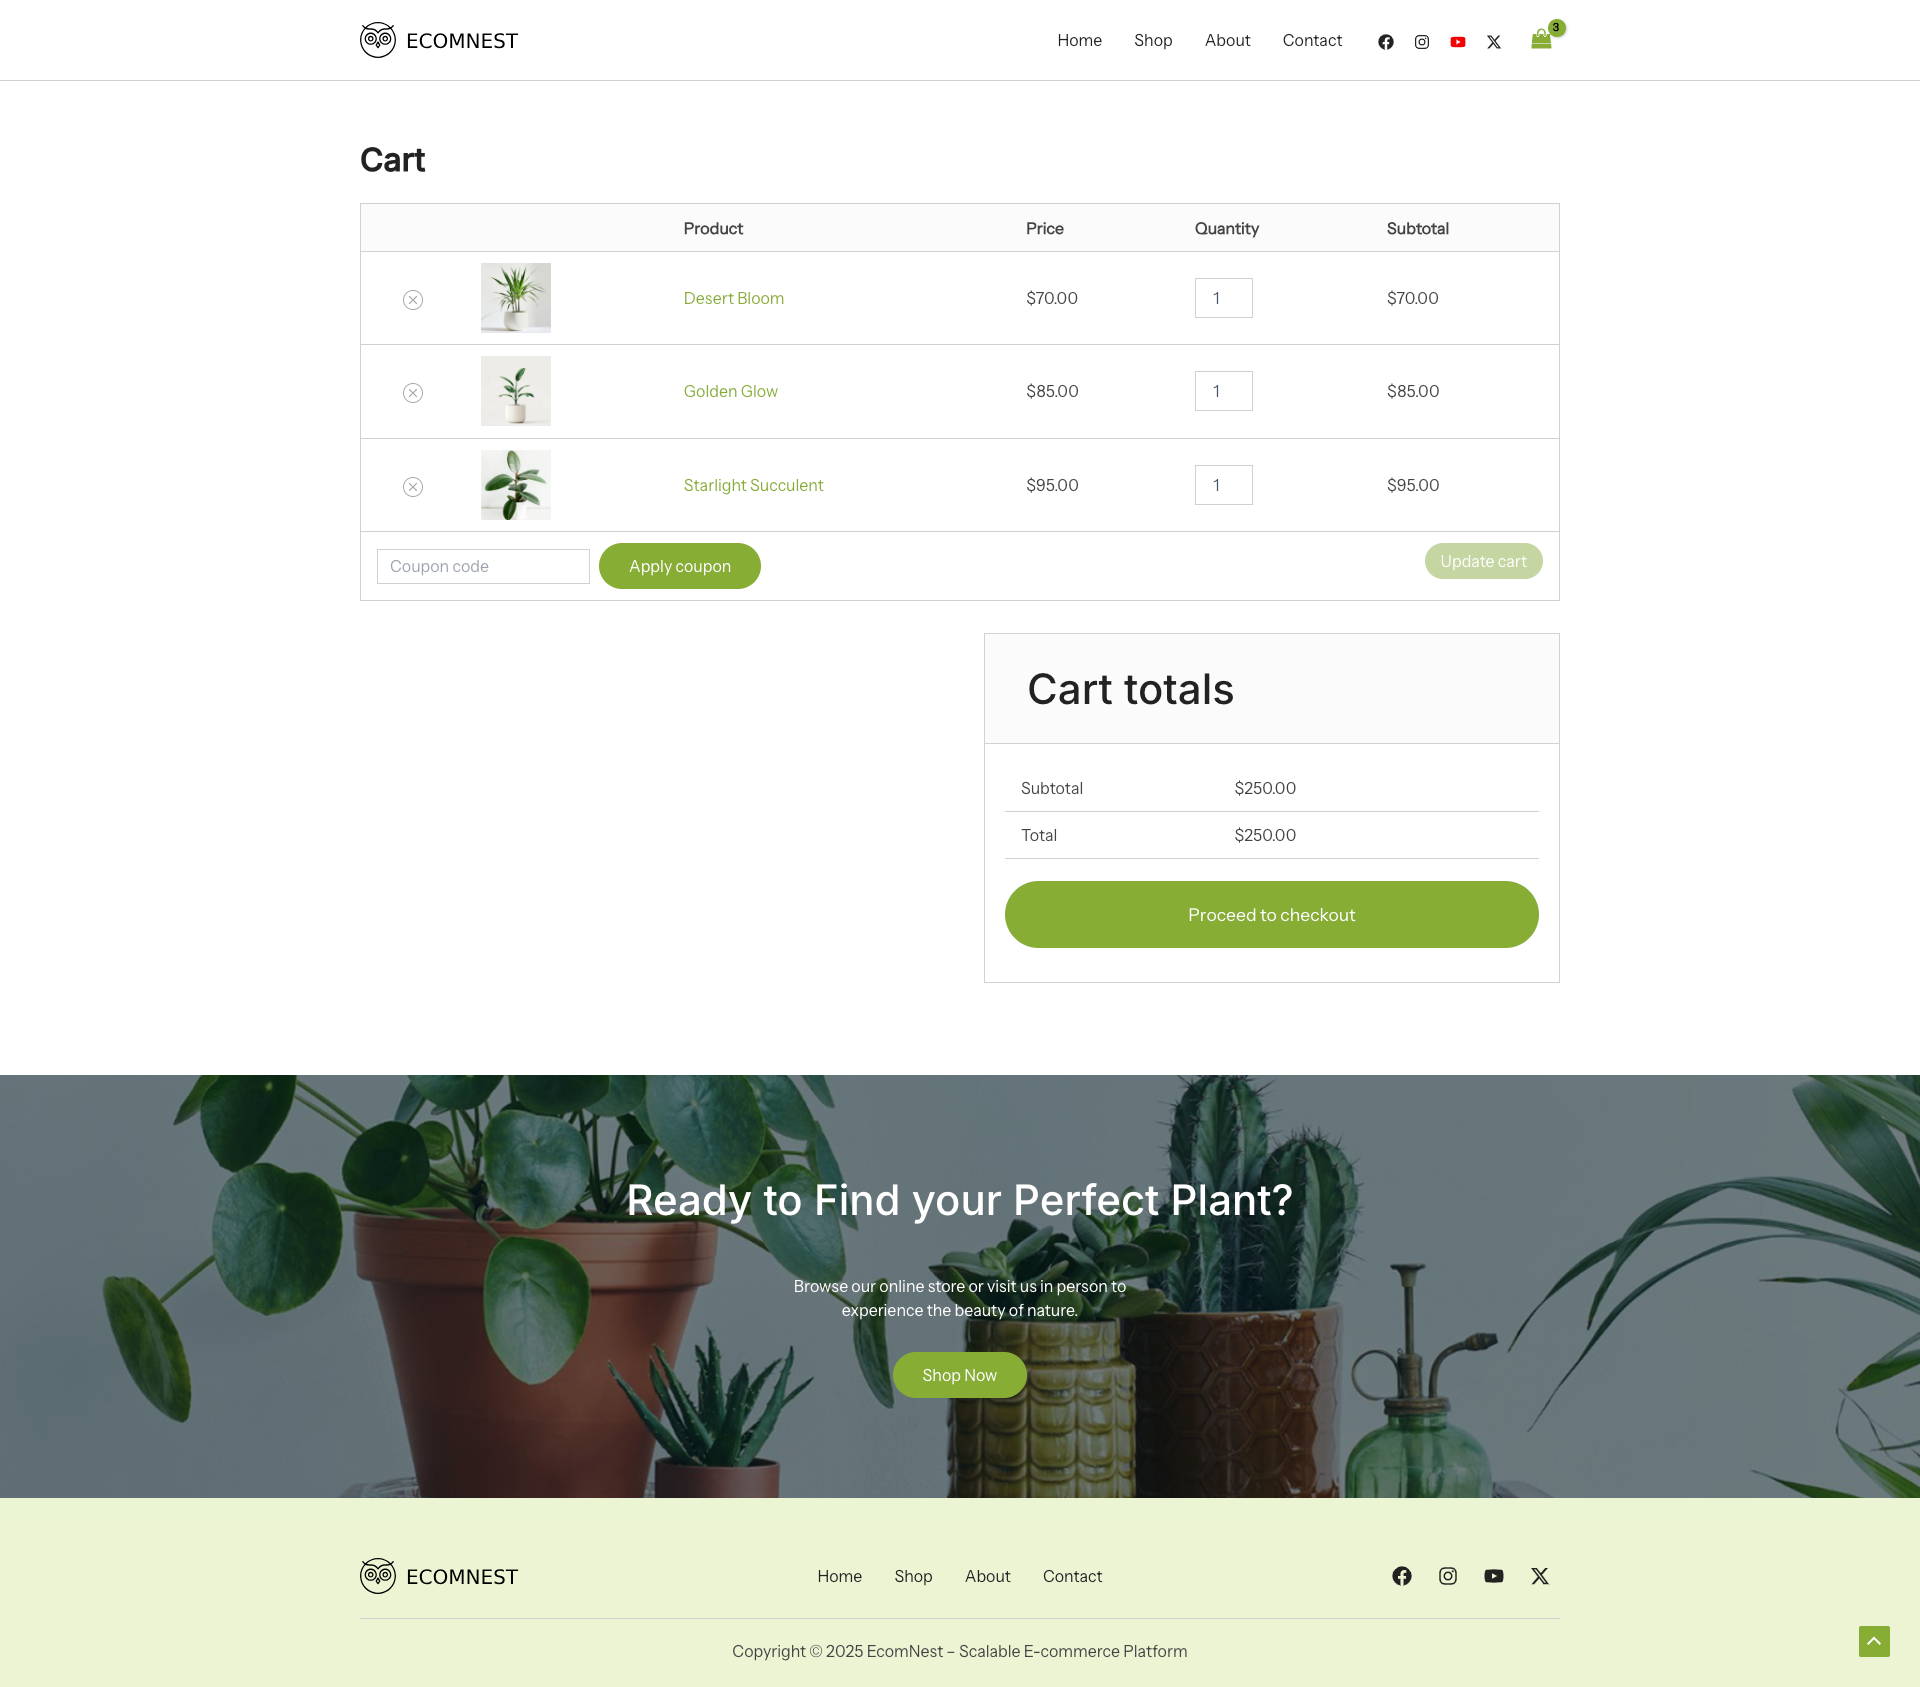 ECOMNEST
Home Shop About Contact 3
Cart
Product Price Quantity Subtotal
Desert Bloom $70.00 1 $70.00
Golden Glow $85.00 1 $85.00
Starlight Succulent $95.00 1 $95.00
Coupon code Apply coupon Update cart
Cart totals
Subtotal $250.00
Total $250.00
Proceed to checkout
Ready to Find your Perfect Plant?
Browse our online store or visit us in person to
experience the beauty of nature.
Shop Now
ECOMNEST Home Shop About Contact
Copyright © 2025 EcomNest – Scalable E-commerce Platform